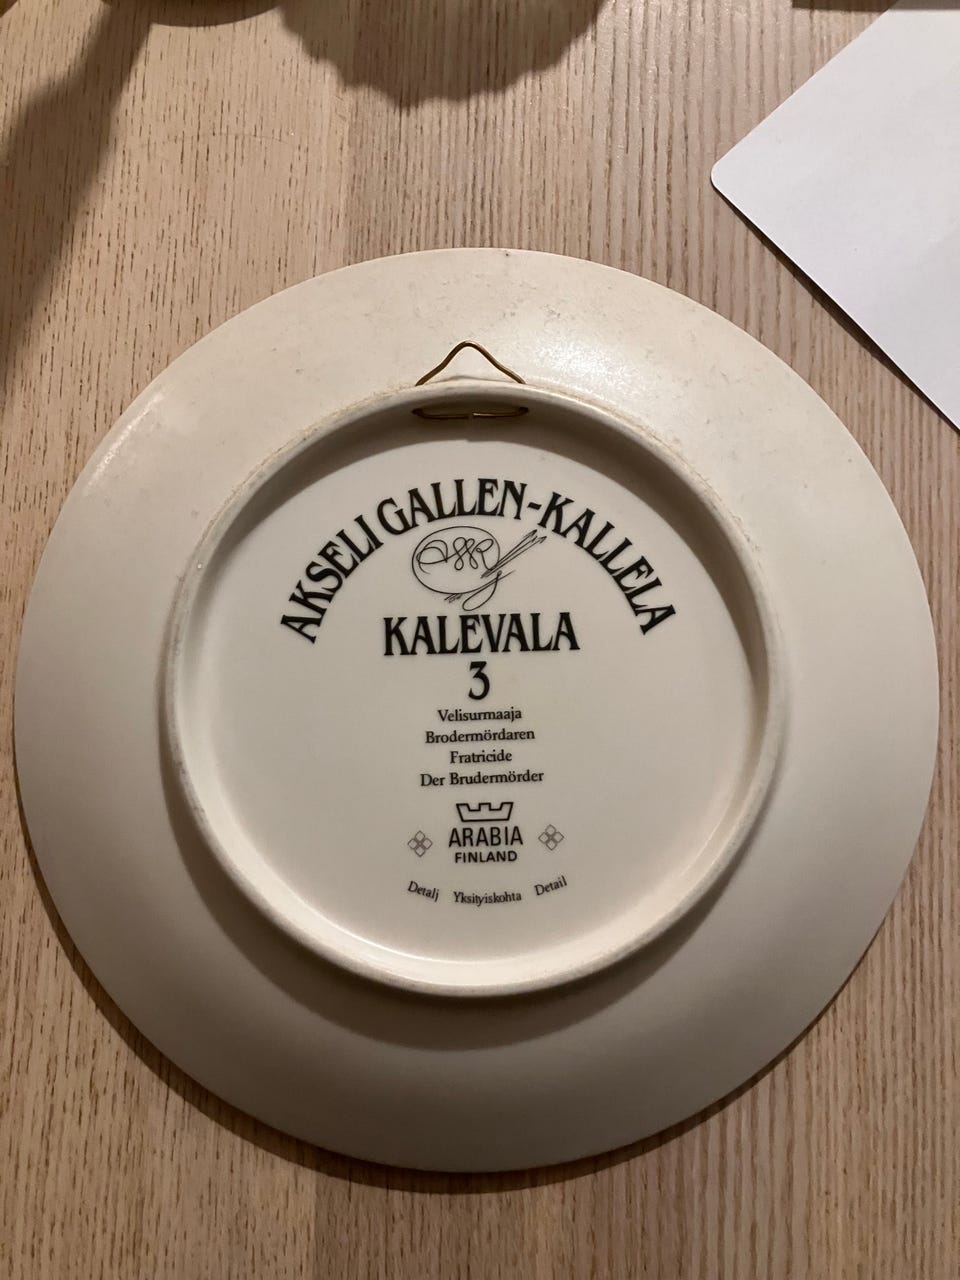 AKSELI GALLEN-KALLELA
KALEVALA
3
Velisurmaaja
Brodermördaren
Fratricide
Der Brudermörder
ARABIA
FINLAND
Detalj Yksityiskohta Detail